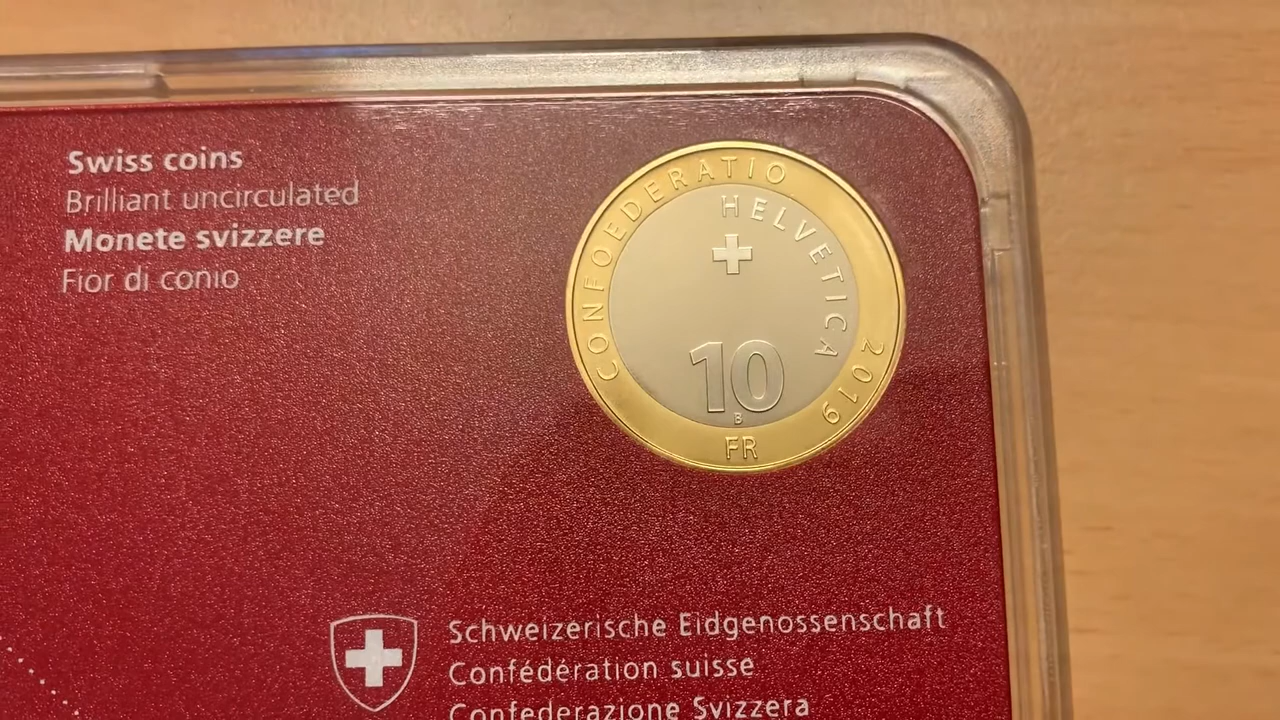 Swiss coins
Brilliant uncirculated
Monete svizzere
Fior di conio
CONFOEDERATIO
HELVETICA
2019
10
B
FR
Schweizerische Eidgenossenschaft
Confédération suisse
Confederazione Svizzera